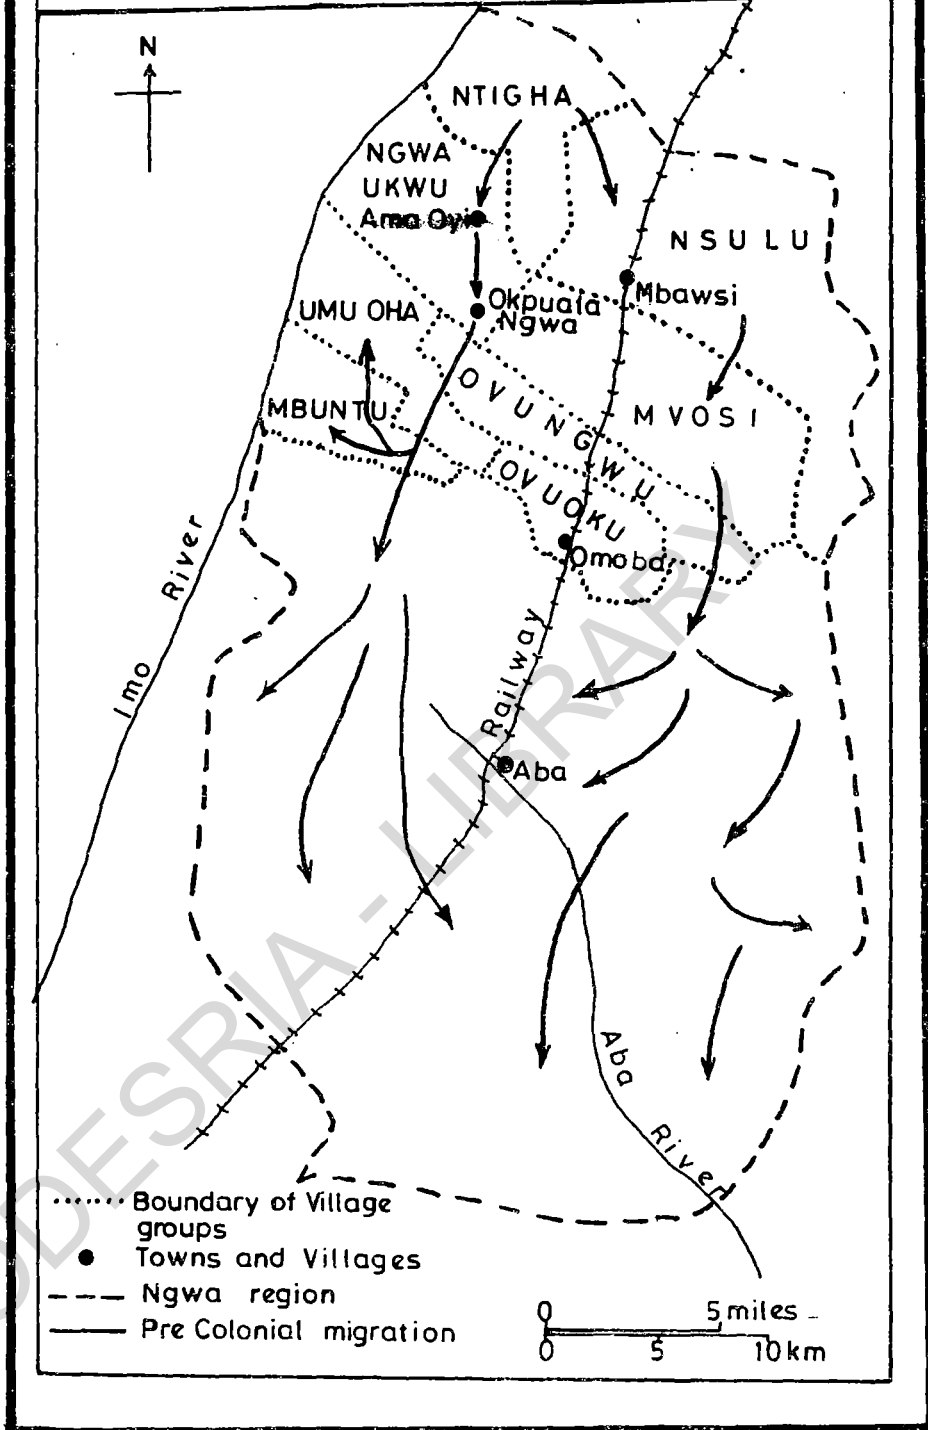 N
NTIGHA
NGWA
UKWU
Ama Oyi
NSULU
Mbawsi
Okpuala
Ngwa
UMU OHA
OVUNGWU
MVOSI
MBUNTU
OVUOKU
Omoba
Imo River
Railway
Aba
Aba River
Boundary of Village
groups
Towns and Villages
Ngwa region
Pre Colonial migration
0 5 miles
0 5 10 km
CODESRIA - LIBRARY